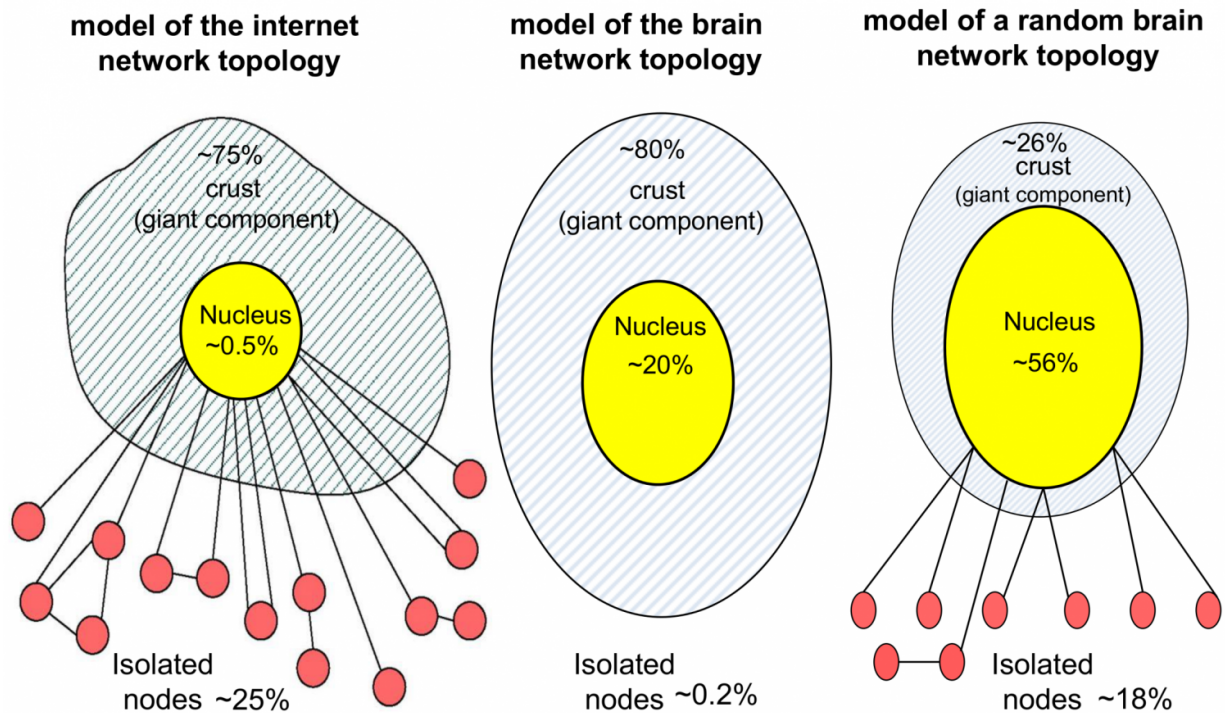 model of the internet
network topology
~75%
crust
(giant component)
Nucleus
~0.5%
Isolated
nodes ~25%
model of the brain
network topology
~80%
crust
(giant component)
Nucleus
~20%
Isolated
nodes ~0.2%
model of a random brain
network topology
~26%
crust
(giant component)
Nucleus
~56%
Isolated
nodes ~18%